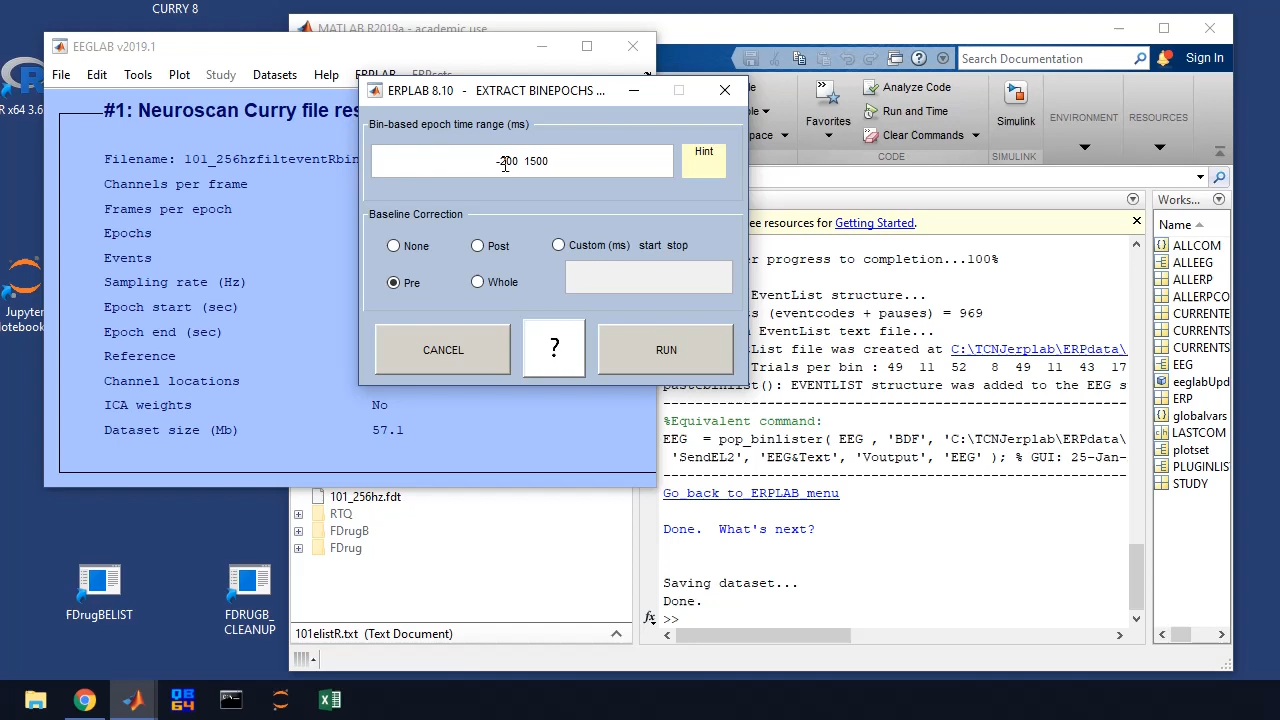 CURRY 8
MATLAB R2019a - academic use
EEGLAB v2019.1
File Edit Tools Plot Study Datasets Help ERPLAB ERPsets
#1: Neuroscan Curry file res
Filename: 101_256hzfilteventRbin
Channels per frame
Frames per epoch
Epochs
Events
Sampling rate (Hz)
Epoch start (sec)
Epoch end (sec)
Reference
Channel locations
ICA weights No
Dataset size (Mb) 57.1
ERPLAB 8.10 - EXTRACT BINEPOCHS ...
Bin-based epoch time range (ms)
-200 1500
Hint
Baseline Correction
None Post Custom (ms) start stop
Pre Whole
CANCEL ? RUN
Search Documentation
Sign In
Favorites
Analyze Code
Run and Time
Clear Commands
Simulink
ENVIRONMENT
RESOURCES
CODE
SIMULINK
ee resources for Getting Started.
r progress to completion...100%
EventList structure...
s (eventcodes + pauses) = 969
EventList text file...
List file was created at C:\TCNJerplab\ERPdata\
Trials per bin : 49 11 52 8 49 11 43 17
pastebinlist(): EVENTLIST structure was added to the EEG s
%Equivalent command:
EEG = pop_binlister( EEG , 'BDF', 'C:\TCNJerplab\ERPdata\
'SendEL2', 'EEG&Text', 'Voutput', 'EEG' ); % GUI: 25-Jan-
Go back to ERPLAB menu
Done. What's next?
Saving dataset...
Done.
fx >>
Works...
Name
ALLCOM
ALLEEG
ALLERP
ALLERPCO
CURRENTE
CURRENTS
CURRENTS
EEG
eeglabUpd
ERP
globalvars
LASTCOM
plotset
PLUGINLIS
STUDY
101_256hz.fdt
RTQ
FDrugB
FDrug
101elistR.txt (Text Document)
R x64 3.6
Jupyter
Notebook
FDrugBELIST
FDRUGB_
CLEANUP
QB
64